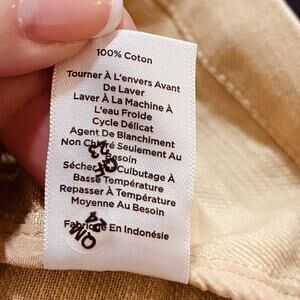 100% Coton
Tourner À L'envers Avant
De Laver
Laver À La Machine À
L'eau Froide
Cycle Délicat
Agent De Blanchiment
Non Chloré Seulement Au
Besoin
Sécher Culbutage À
Basse Température
Repasser À Température
Moyenne Au Besoin
Fabriqué En Indonésie